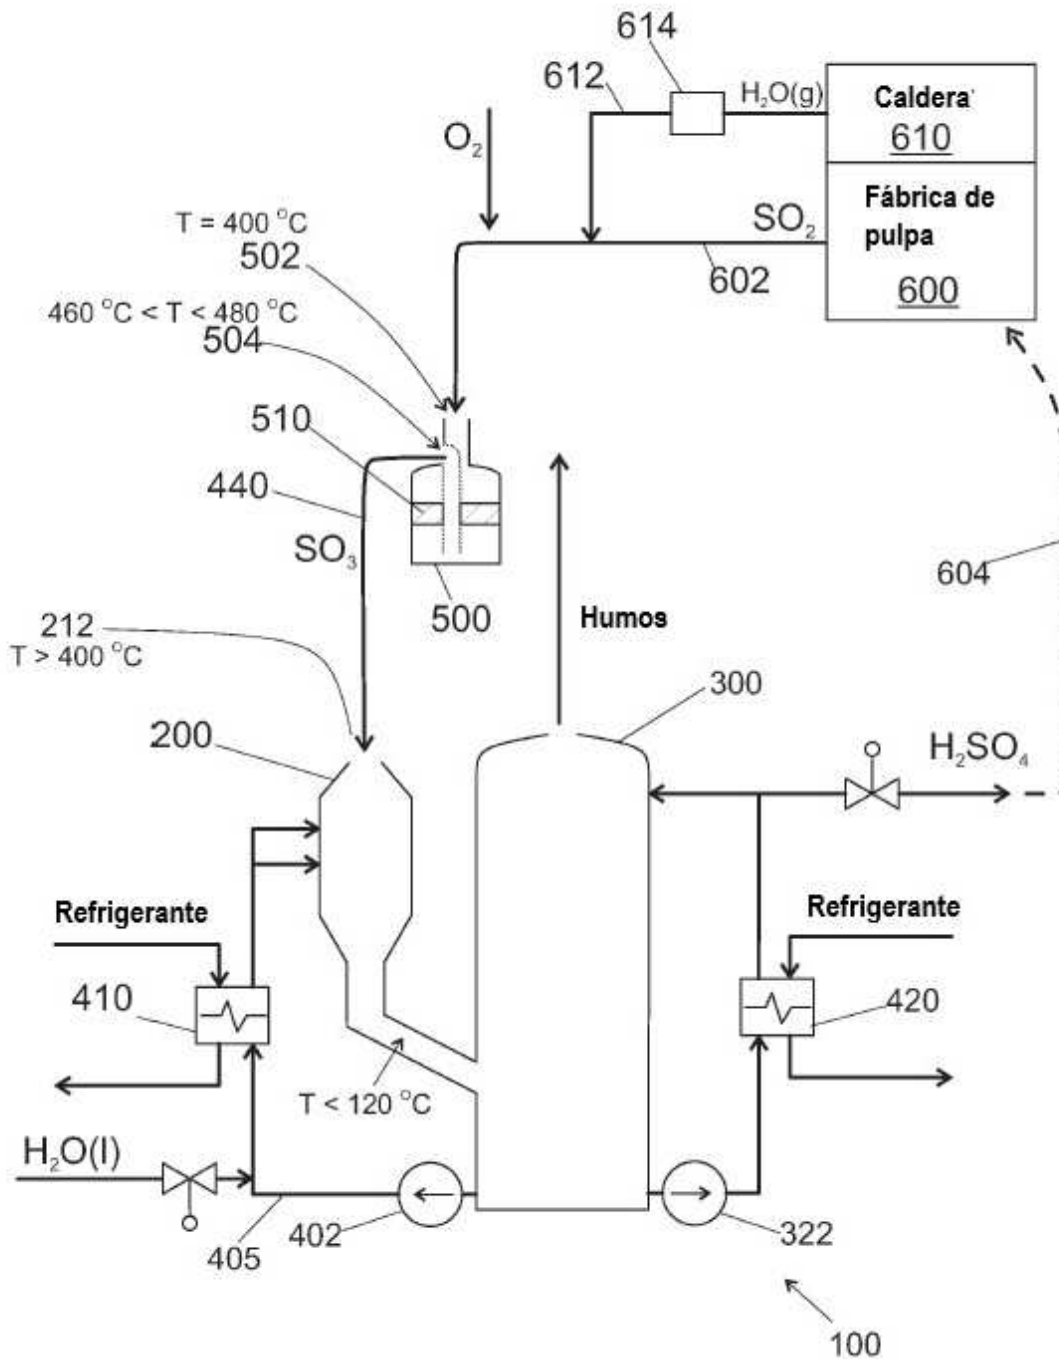 614
612
H₂O(g)
Caldera
610
O₂
Fábrica de
pulpa
600
SO₂
602
T = 400 °C
502
460 °C < T < 480 °C
504
510
440
SO₃
500
Humos
604
212
T > 400 °C
300
200
H₂SO₄
Refrigerante
Refrigerante
410
420
T < 120 °C
H₂O(l)
402
322
405
100